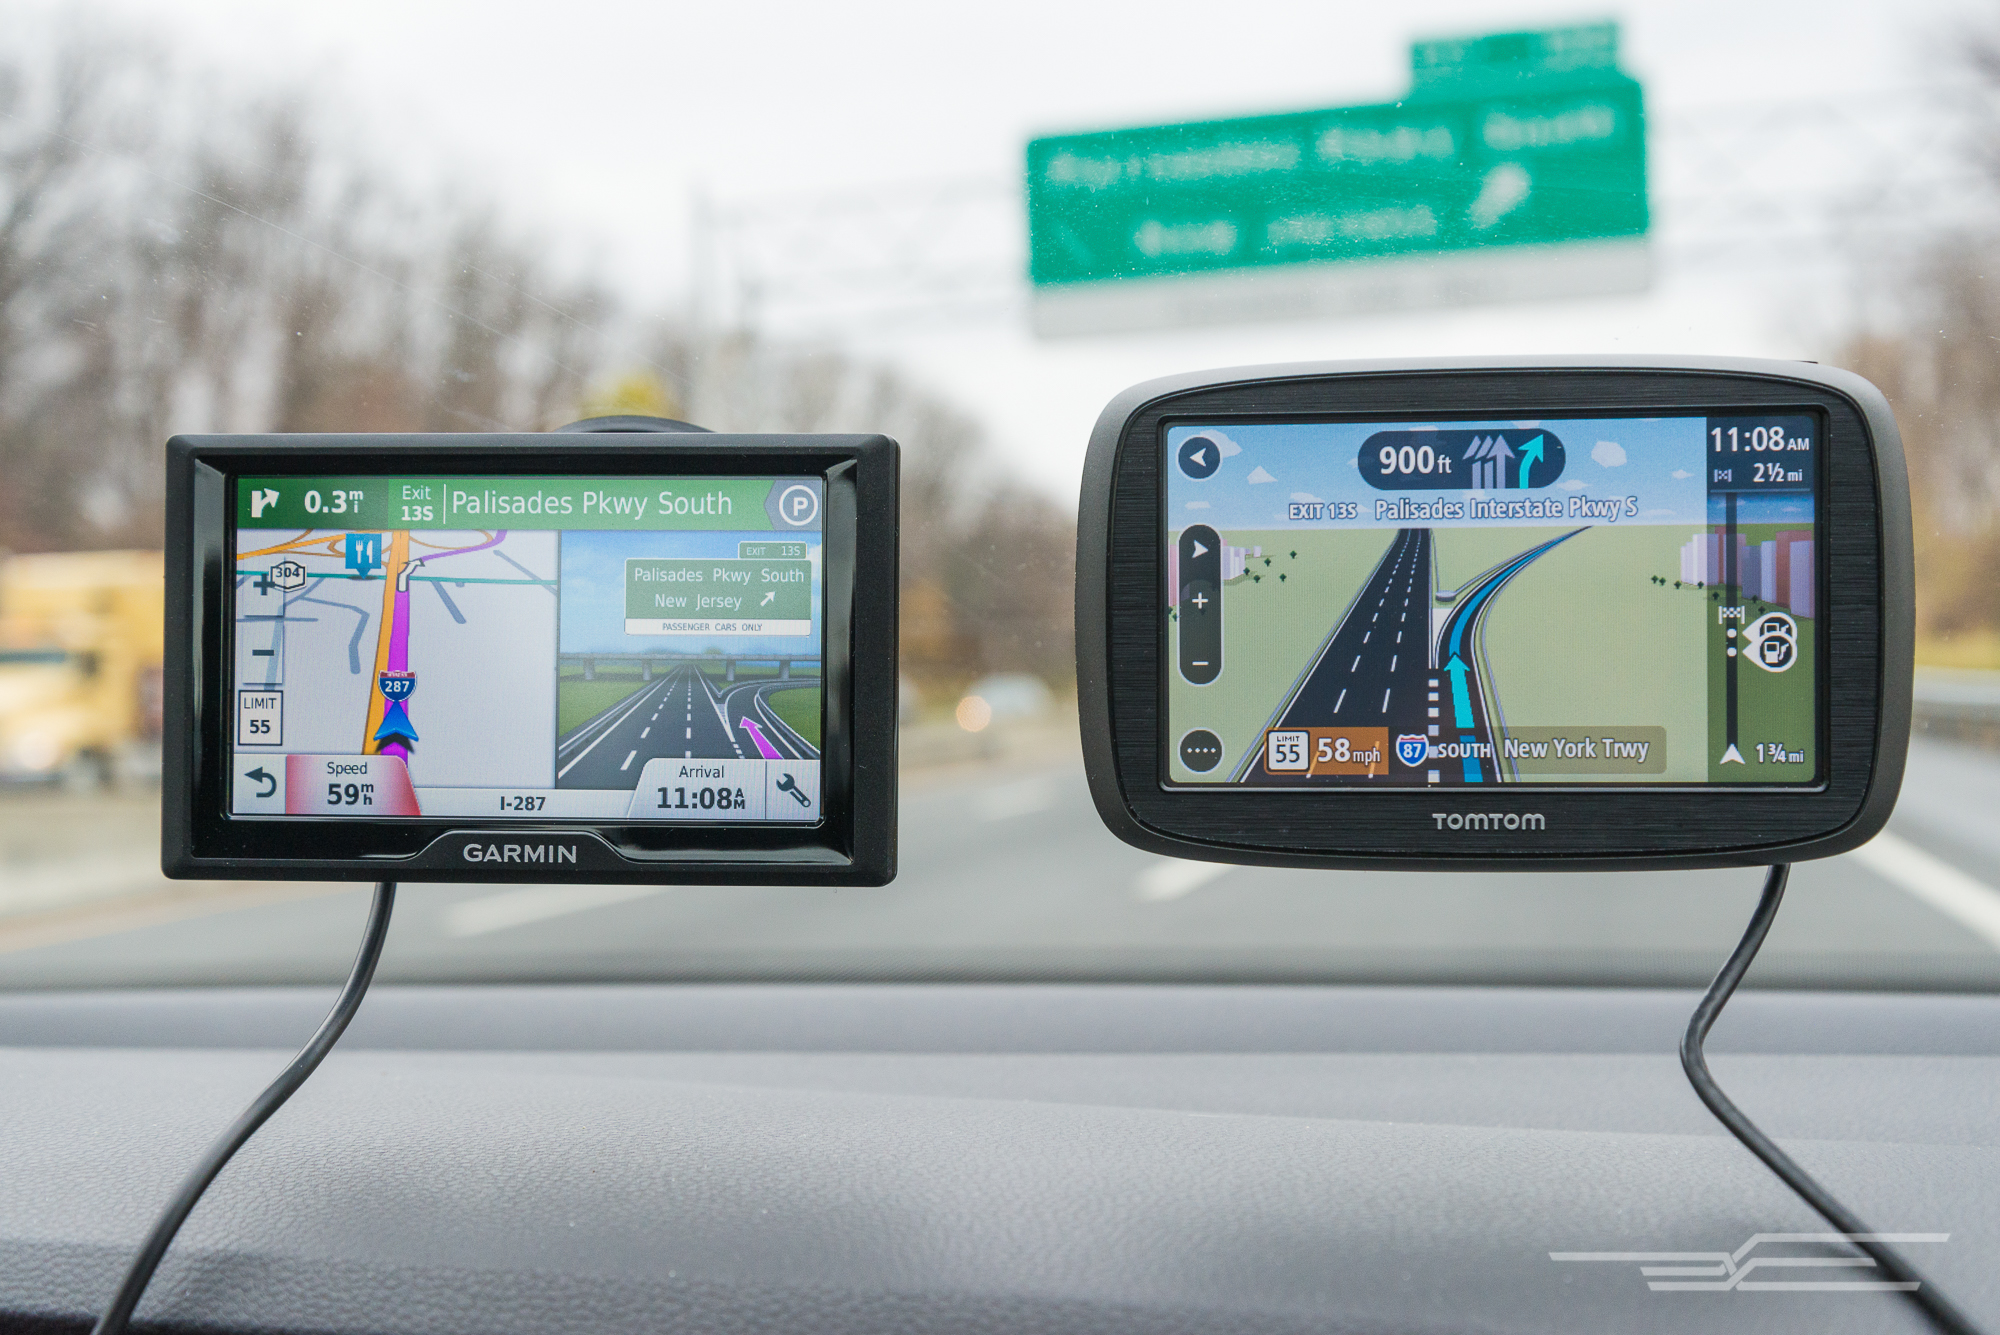 0.3 mi
Exit
13S
Palisades Pkwy South
P
304
EXIT 13S
Palisades Pkwy South
New Jersey
PASSENGER CARS ONLY
+
−
287
LIMIT
55
Speed
59 mh
I-287
Arrival
11:08 AM
GARMIN
900 ft
11:08 AM
2½ mi
EXIT 13S Palisades Interstate Pkwy S
+
−
LIMIT
55
58 mph
87
SOUTH
New York Trwy
1¾ mi
TOMTOM